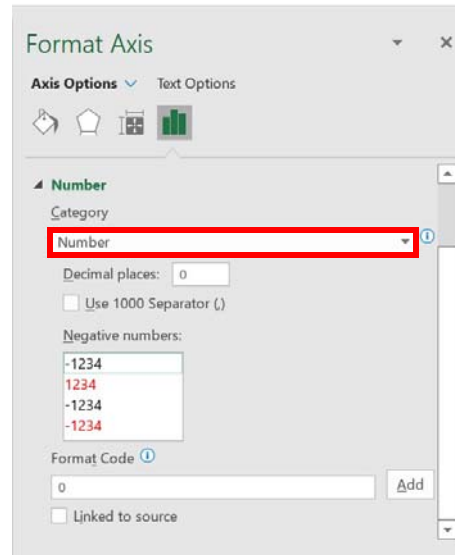 Format Axis
Axis Options Text Options
Number
Category
Number
Decimal places: 0
Use 1000 Separator (,)
Negative numbers:
-1234
1234
-1234
-1234
Format Code
0 Add
Linked to source